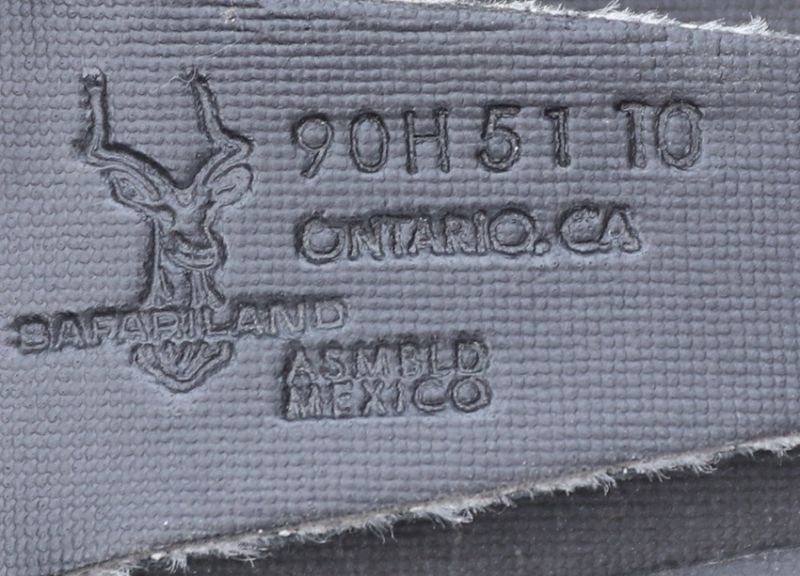 90H 51 10
ONTARIO, CA
SAFARILAND
ASMBLD
MEXICO